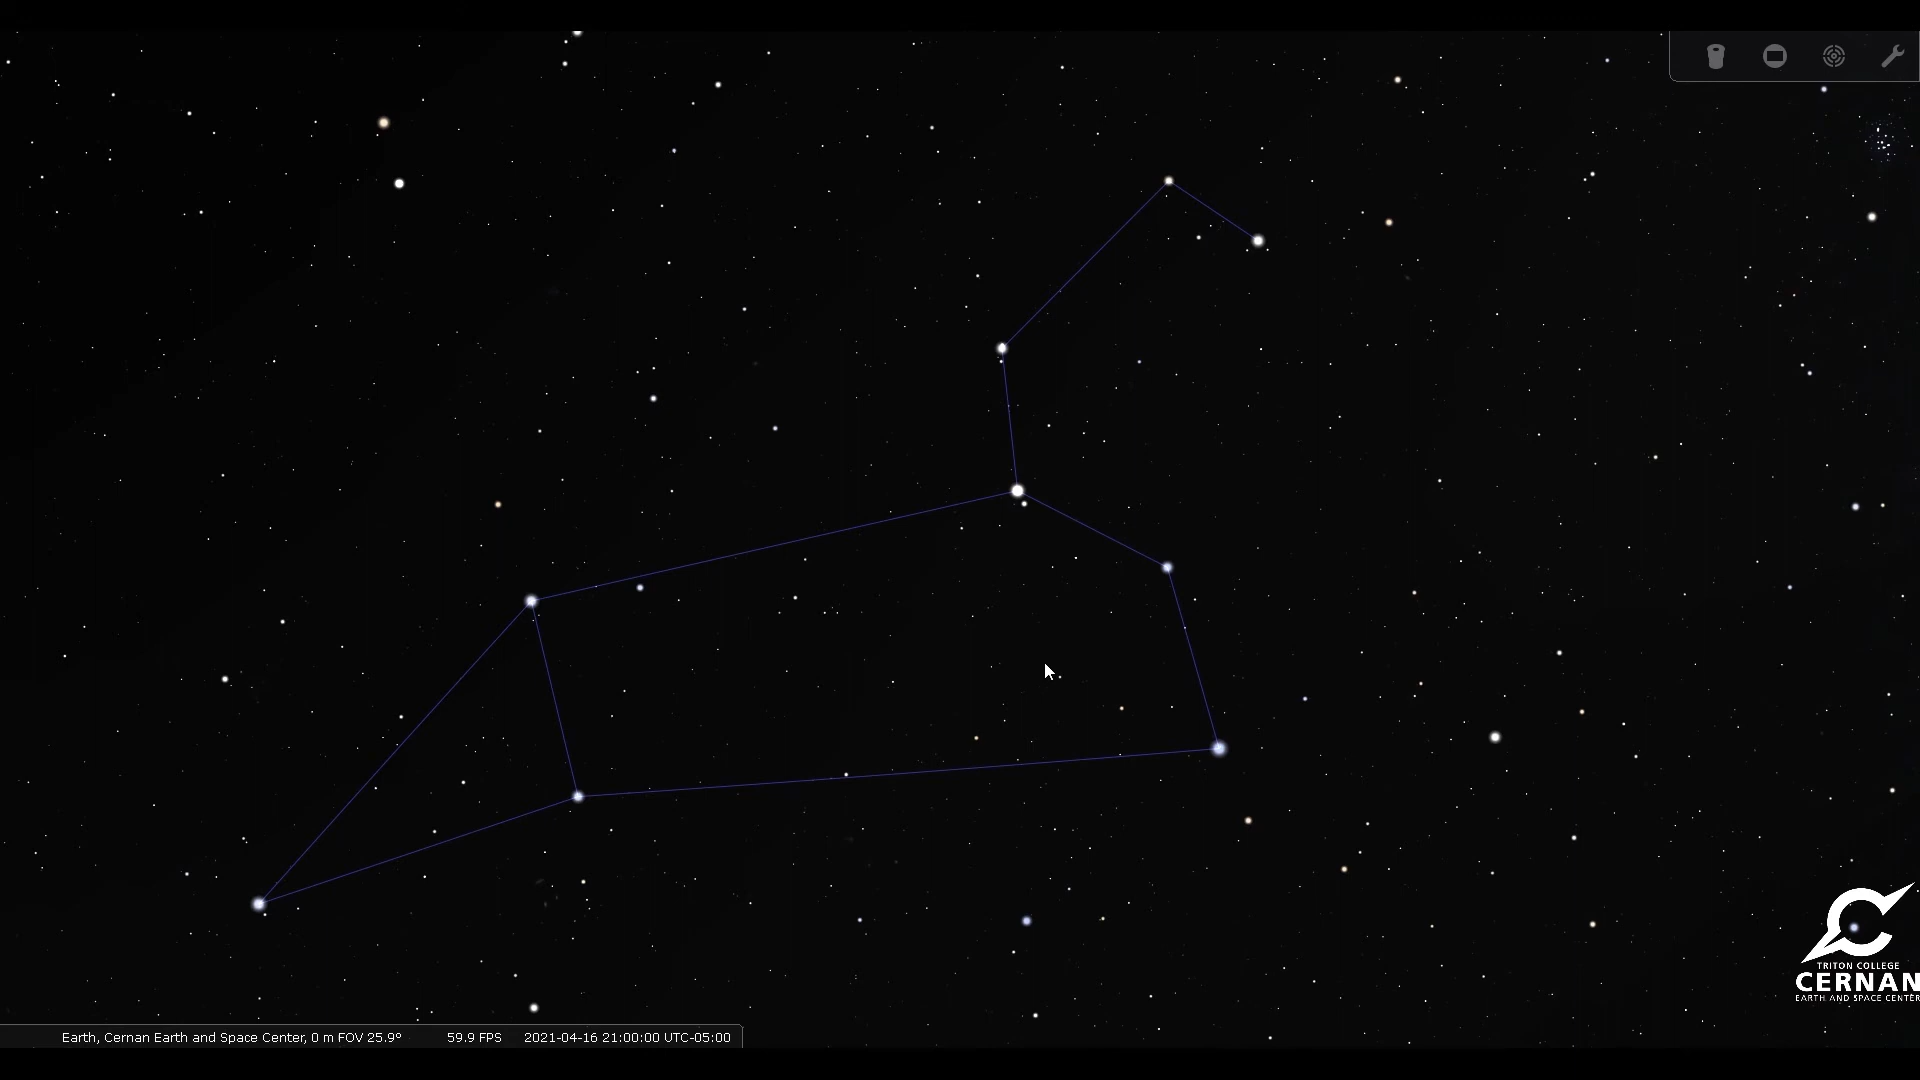 TRITON COLLEGE
CERNAN
EARTH AND SPACE CENTER
Earth, Cernan Earth and Space Center, 0 m FOV 25.9° 59.9 FPS 2021-04-16 21:00:00 UTC-05:00